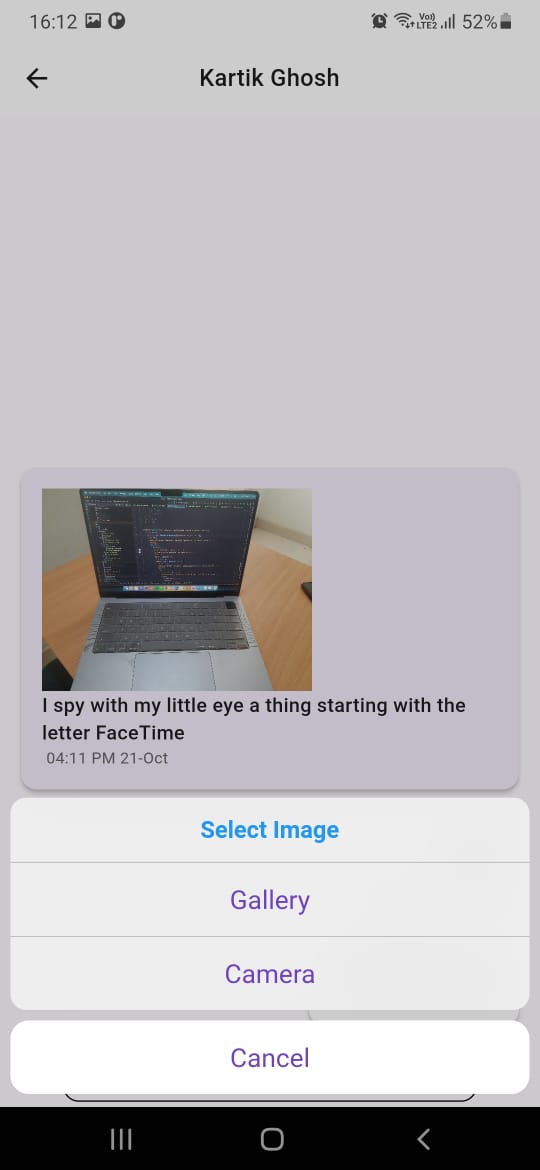 16:12
Vo)) LTE2 52%
Kartik Ghosh
I spy with my little eye a thing starting with the
letter FaceTime
04:11 PM 21-Oct
Select Image
Gallery
Camera
Cancel